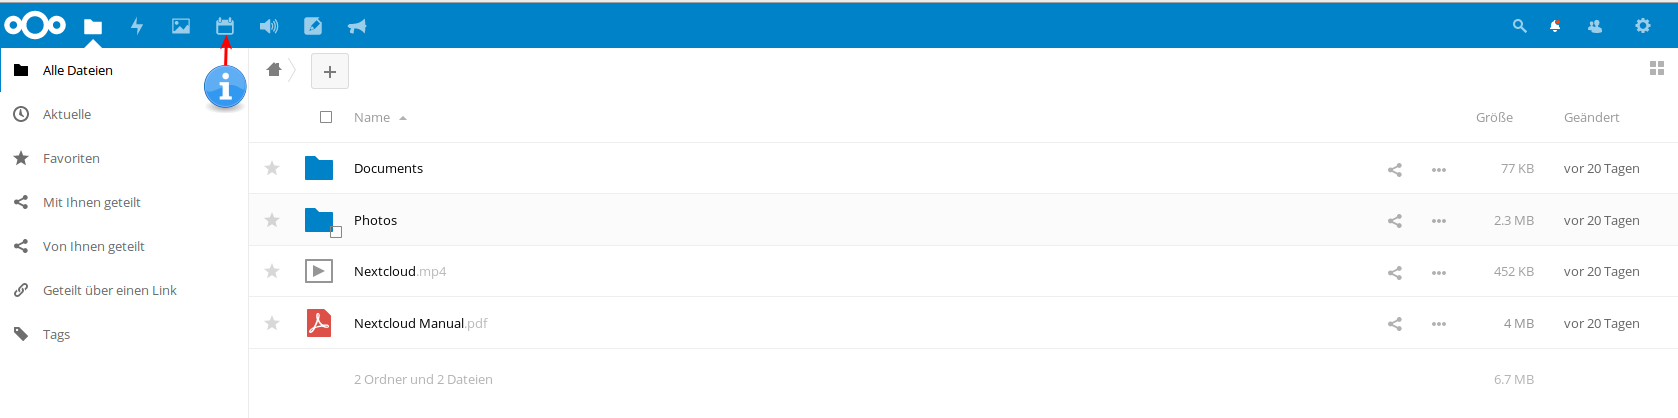 Alle Dateien
Aktuelle
Favoriten
Mit Ihnen geteilt
Von Ihnen geteilt
Geteilt über einen Link
Tags
Name Größe Geändert
Documents 77 KB vor 20 Tagen
Photos 2.3 MB vor 20 Tagen
Nextcloud.mp4 452 KB vor 20 Tagen
Nextcloud Manual.pdf 4 MB vor 20 Tagen
2 Ordner und 2 Dateien 6.7 MB